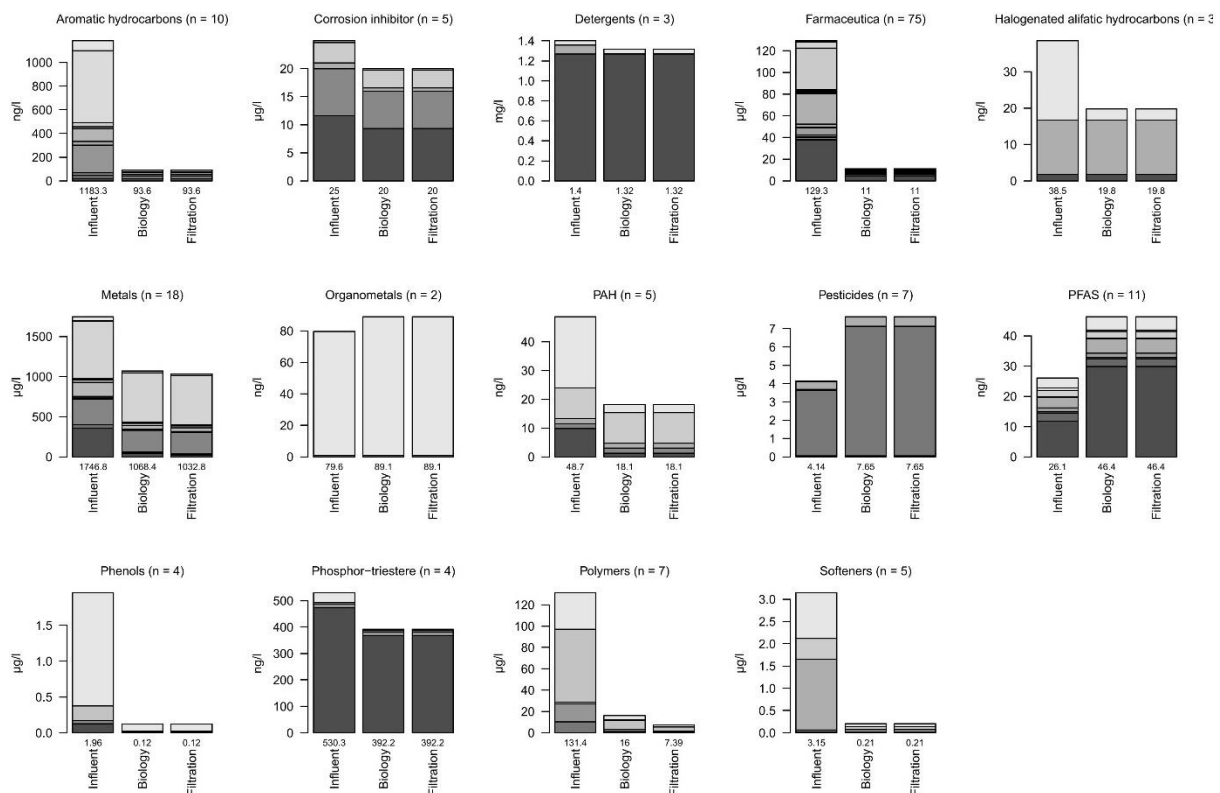 Aromatic hydrocarbons (n = 10)
ng/l
1000
800
600
400
200
0
1183.3
93.6
93.6
Influent
Biology
Filtration
Corrosion inhibitor (n = 5)
µg/l
20
15
10
5
0
25
20
20
Influent
Biology
Filtration
Detergents (n = 3)
mg/l
1.4
1.2
1.0
0.8
0.6
0.4
0.2
0.0
1.4
1.32
1.32
Influent
Biology
Filtration
Farmaceutica (n = 75)
µg/l
120
100
80
60
40
20
0
129.3
11
11
Influent
Biology
Filtration
Halogenated alifatic hydrocarbons (n = 3
ng/l
30
20
10
0
38.5
19.8
19.8
Influent
Biology
Filtration
Metals (n = 18)
µg/l
1500
1000
500
0
1746.8
1068.4
1032.8
Influent
Biology
Filtration
Organometals (n = 2)
ng/l
80
60
40
20
0
79.6
89.1
89.1
Influent
Biology
Filtration
PAH (n = 5)
ng/l
40
30
20
10
0
48.7
18.1
18.1
Influent
Biology
Filtration
Pesticides (n = 7)
µg/l
7
6
5
4
3
2
1
0
4.14
7.65
7.65
Influent
Biology
Filtration
PFAS (n = 11)
ng/l
40
30
20
10
0
26.1
46.4
46.4
Influent
Biology
Filtration
Phenols (n = 4)
µg/l
1.5
1.0
0.5
0.0
1.96
0.12
0.12
Influent
Biology
Filtration
Phosphor−triestere (n = 4)
ng/l
500
400
300
200
100
0
530.3
392.2
392.2
Influent
Biology
Filtration
Polymers (n = 7)
µg/l
120
100
80
60
40
20
0
131.4
16
7.39
Influent
Biology
Filtration
Softeners (n = 5)
µg/l
3.0
2.5
2.0
1.5
1.0
0.5
0.0
3.15
0.21
0.21
Influent
Biology
Filtration